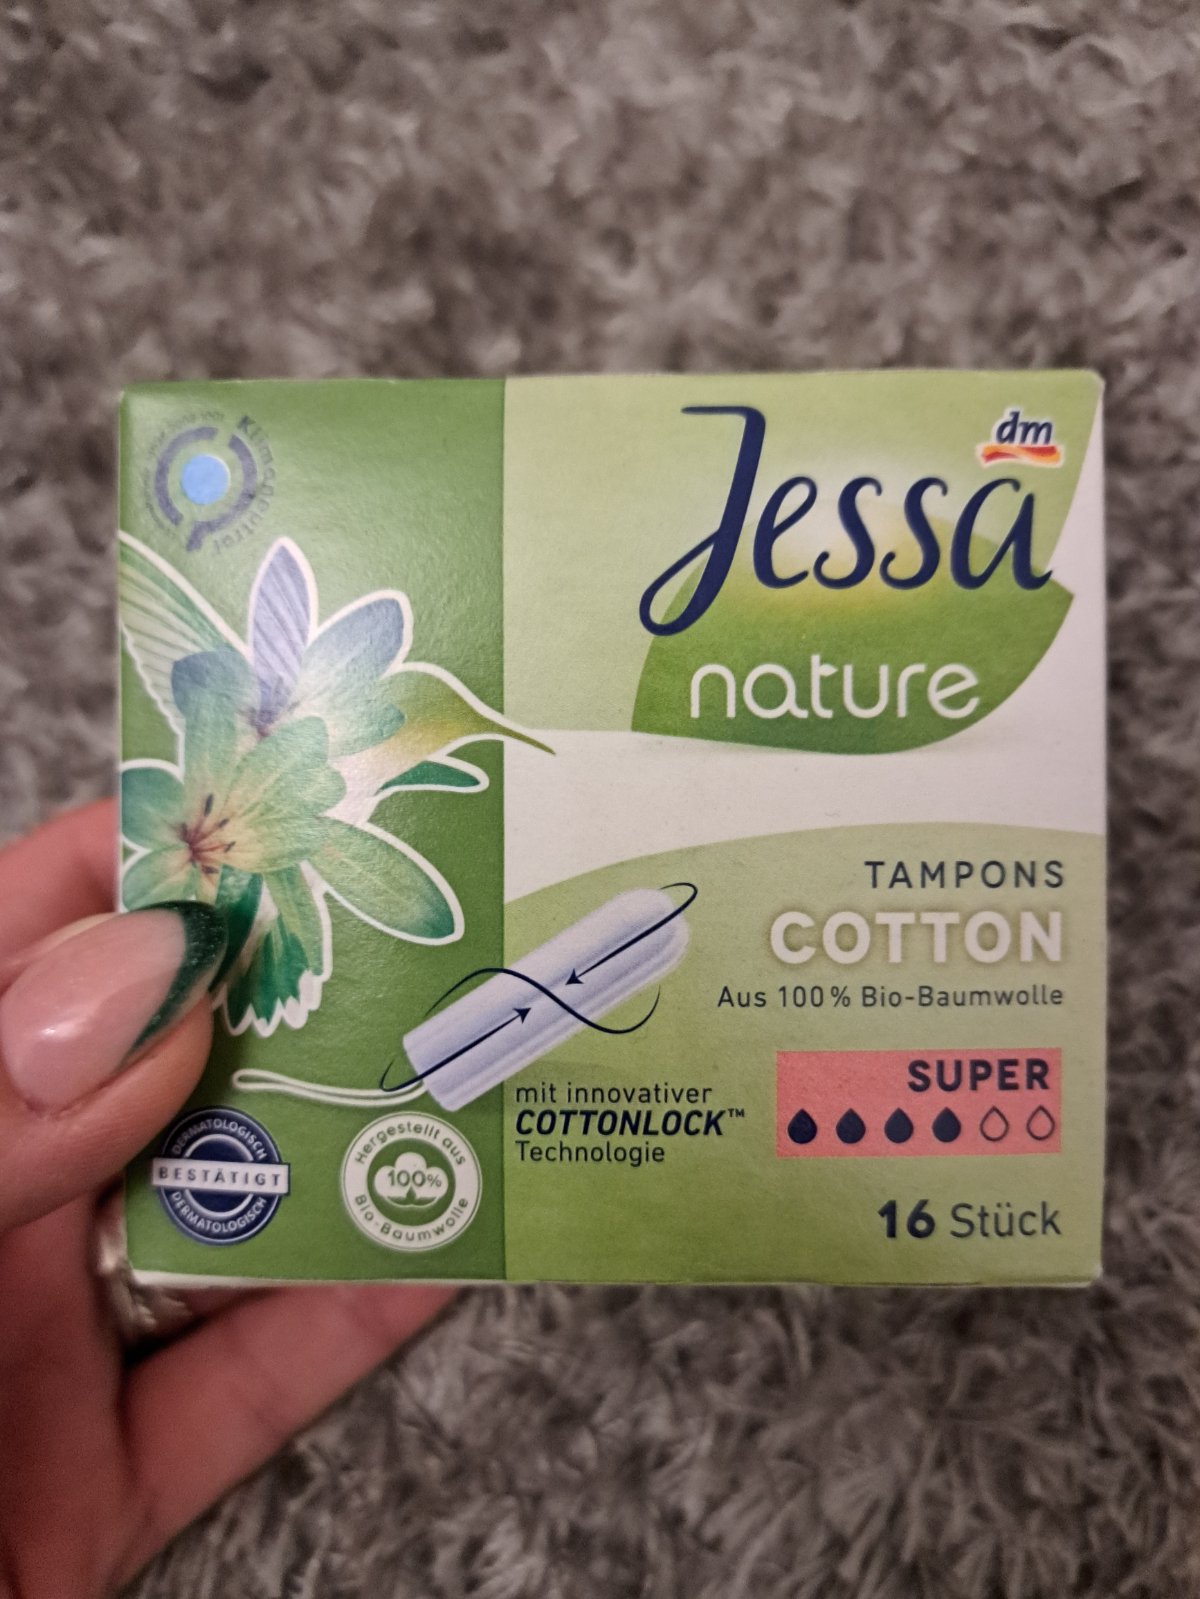 Klimaneutral
dm
Jessa
nature
TAMPONS
COTTON
Aus 100% Bio-Baumwolle
SUPER
mit innovativer
COTTONLOCK™
Technologie
16 Stück
DERMATOLOGISCH
BESTÄTIGT
DERMATOLOGISCH
Hergestellt aus
100%
Bio-Baumwolle